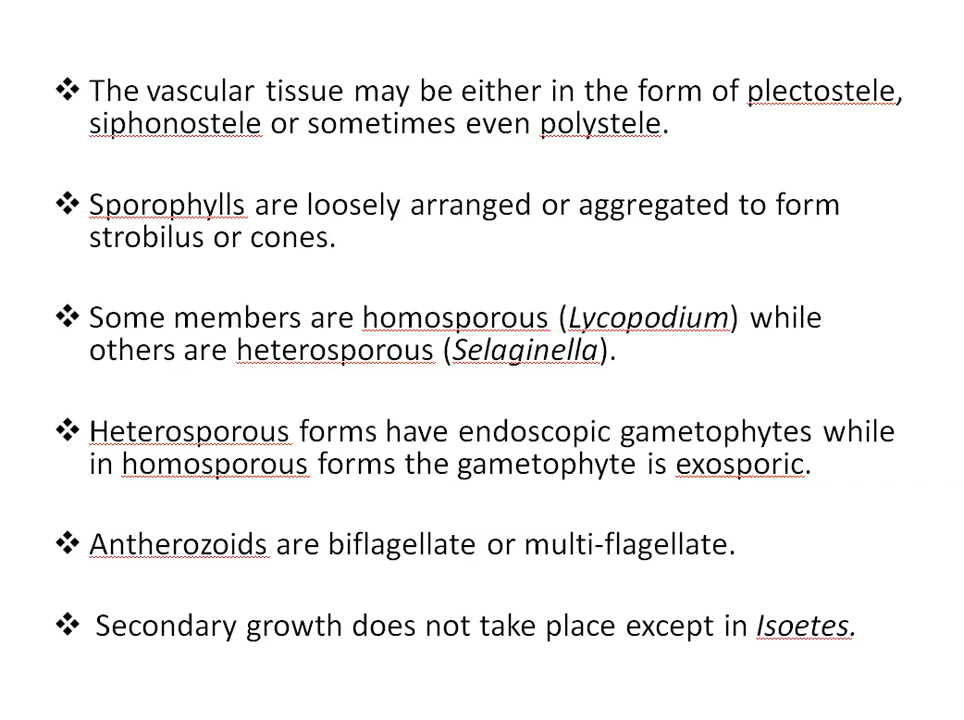 ❖ The vascular tissue may be either in the form of plectostele,
siphonostele or sometimes even polystele.
❖ Sporophylls are loosely arranged or aggregated to form
strobilus or cones.
❖ Some members are homosporous (Lycopodium) while
others are heterosporous (Selaginella).
❖ Heterosporous forms have endoscopic gametophytes while
in homosporous forms the gametophyte is exosporic.
❖ Antherozoids are biflagellate or multi-flagellate.
❖ Secondary growth does not take place except in Isoetes.